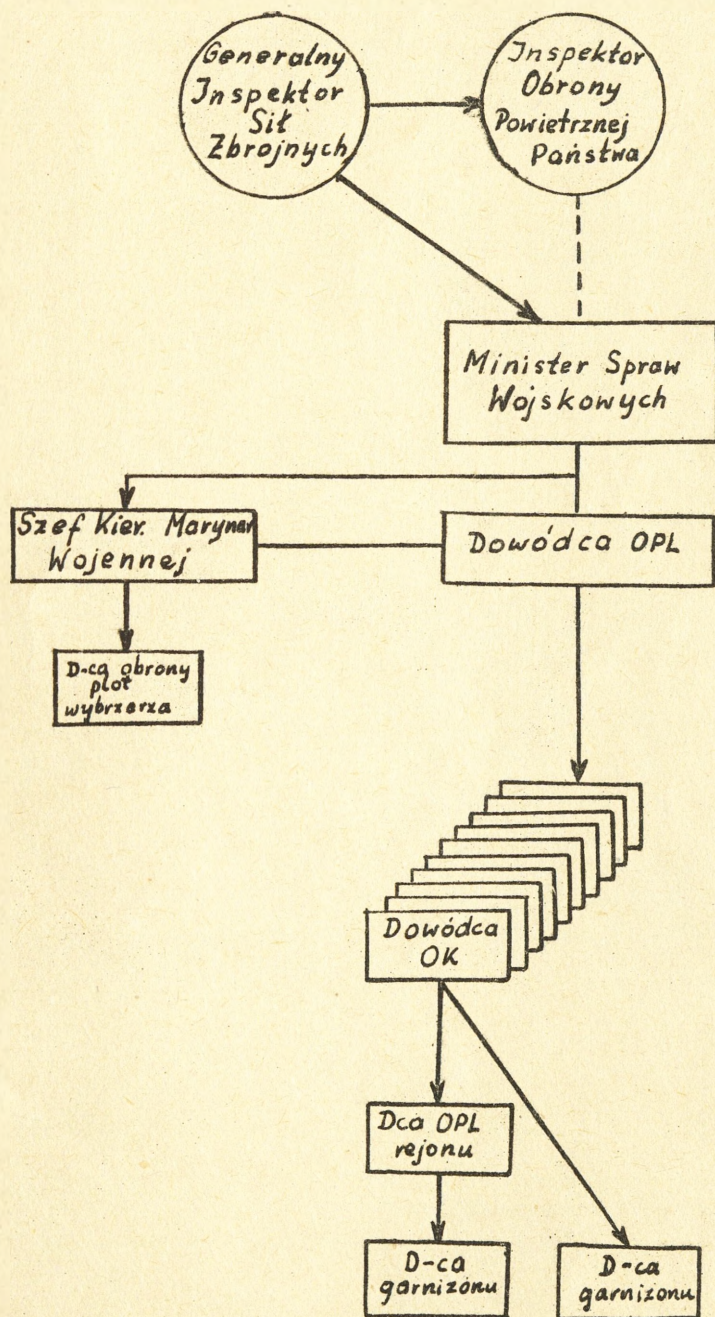 Generalny
Inspektor
Sił
Zbrojnych
Inspektor
Obrony
Powietrznej
Państwa
Minister Spraw
Wojskowych
Szef Kier. Marynar
Wojennej
Dowódca OPL
D-ca obrony
plot
wybrzerza
Dowódca
OK
Dca OPL
rejonu
D-ca
garnizonu
D-ca
garnizonu